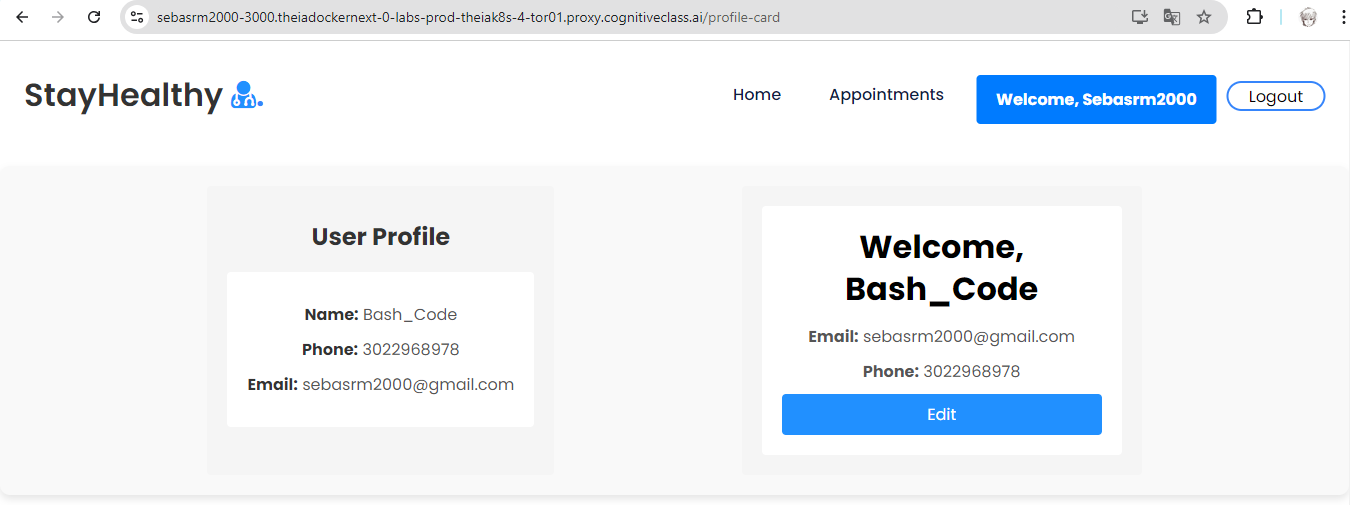 sebasrm2000-3000.theiadockernext-0-labs-prod-theiak8s-4-tor01.proxy.cognitiveclass.ai/profile-card
StayHealthy
Home
Appointments
Welcome, Sebasrm2000
Logout
User Profile
Name: Bash_Code
Phone: 3022968978
Email: sebasrm2000@gmail.com
Welcome,
Bash_Code
Email: sebasrm2000@gmail.com
Phone: 3022968978
Edit